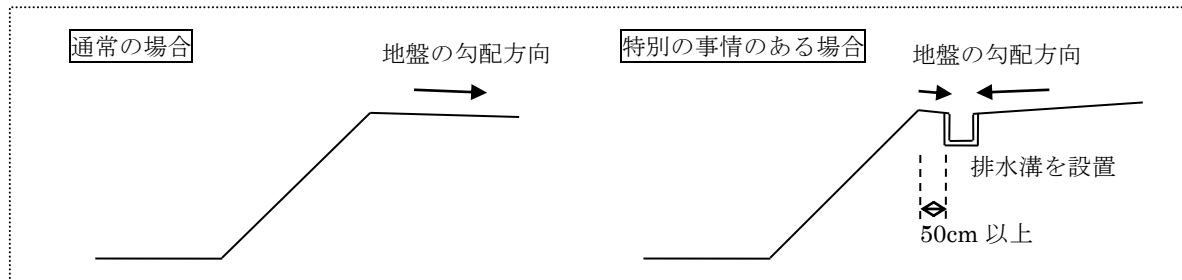 通常の場合
地盤の勾配方向
特別の事情のある場合
地盤の勾配方向
排水溝を設置
50cm 以上